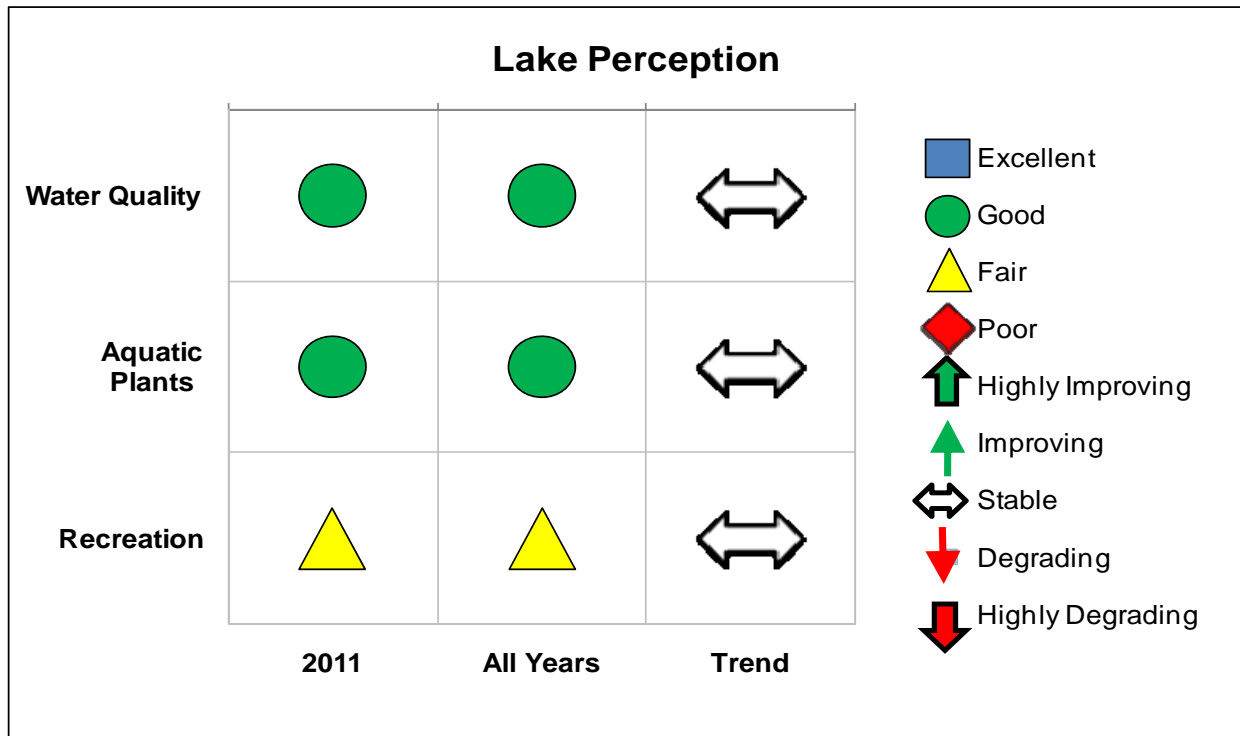 Lake Perception
Water Quality
Aquatic
Plants
Recreation
2011 All Years Trend
Excellent
Good
Fair
Poor
Highly Improving
Improving
Stable
Degrading
Highly Degrading